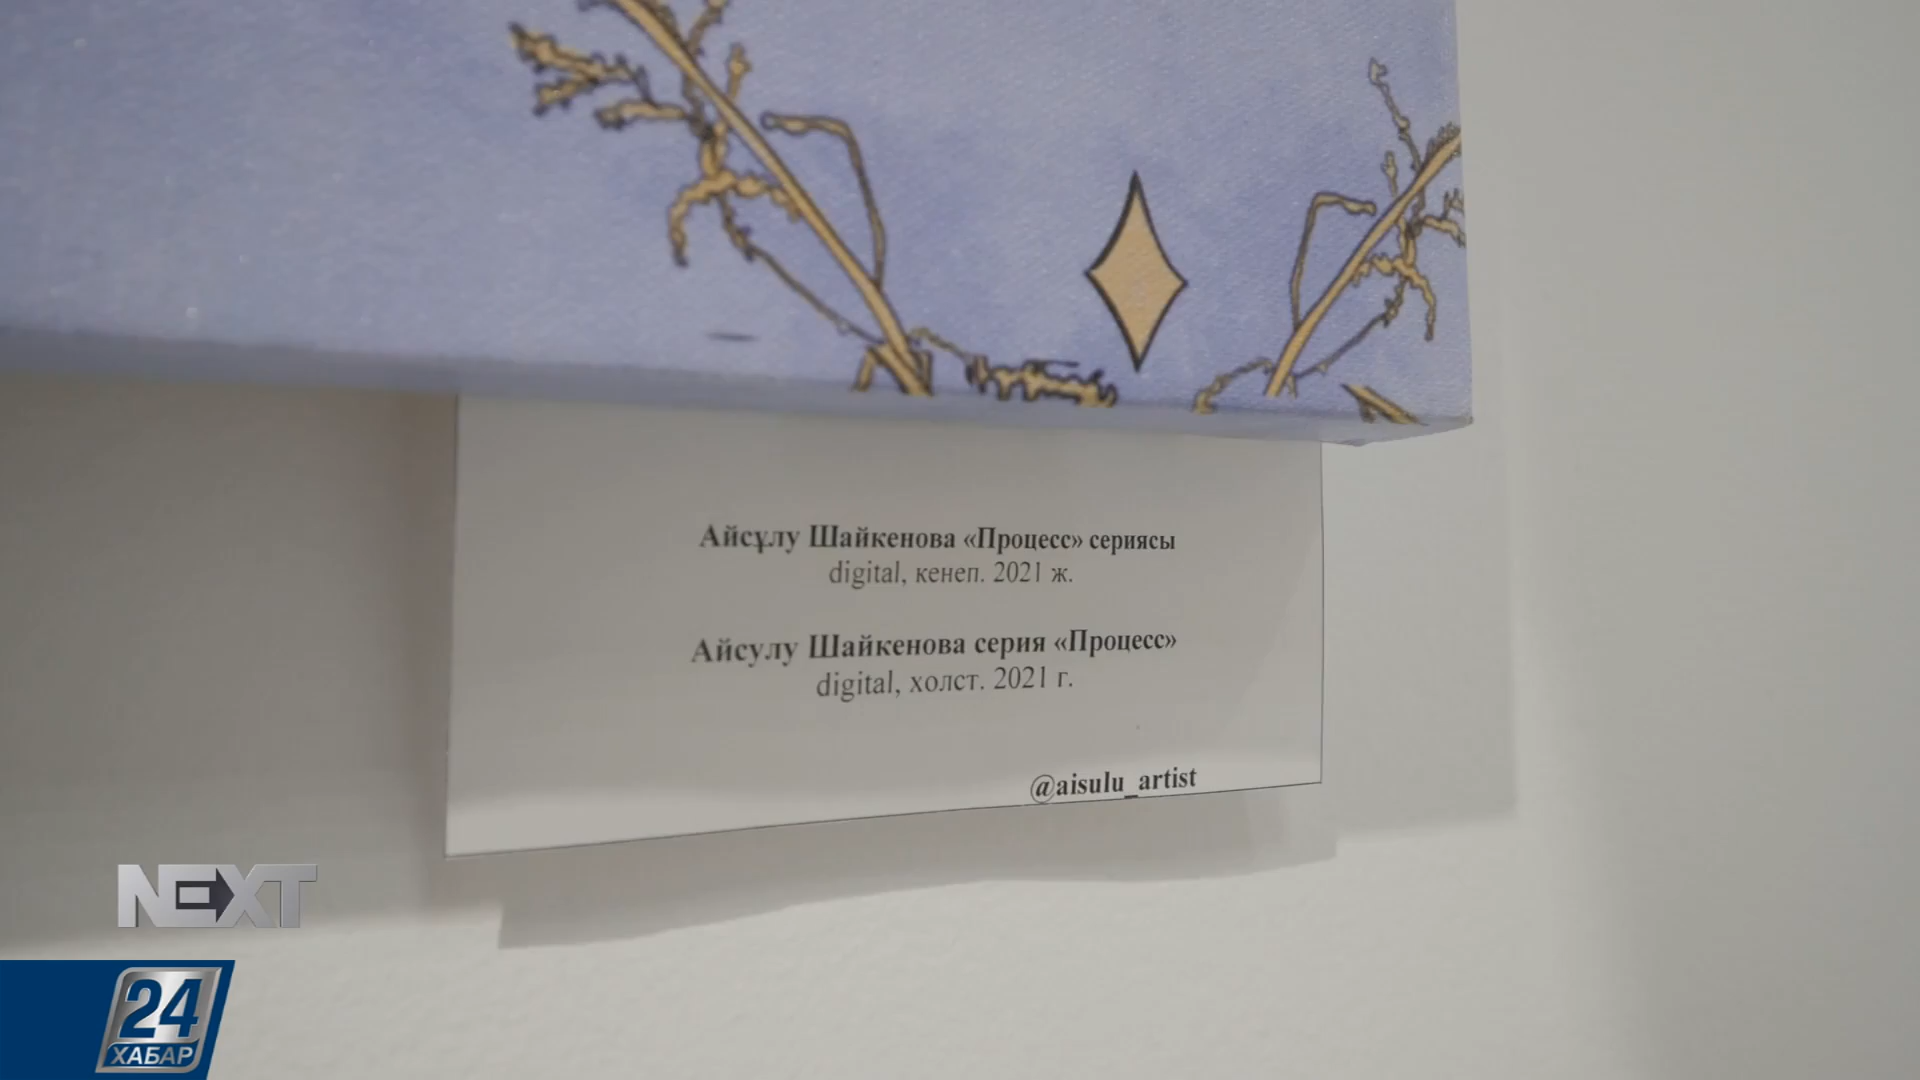 Айсұлу Шайкенова «Процесс» сериясы
digital, кенеп. 2021 ж.
Айсулу Шайкенова серия «Процесс»
digital, холст. 2021 г.
@aisulu_artist
NEXT
24
ХАБАР